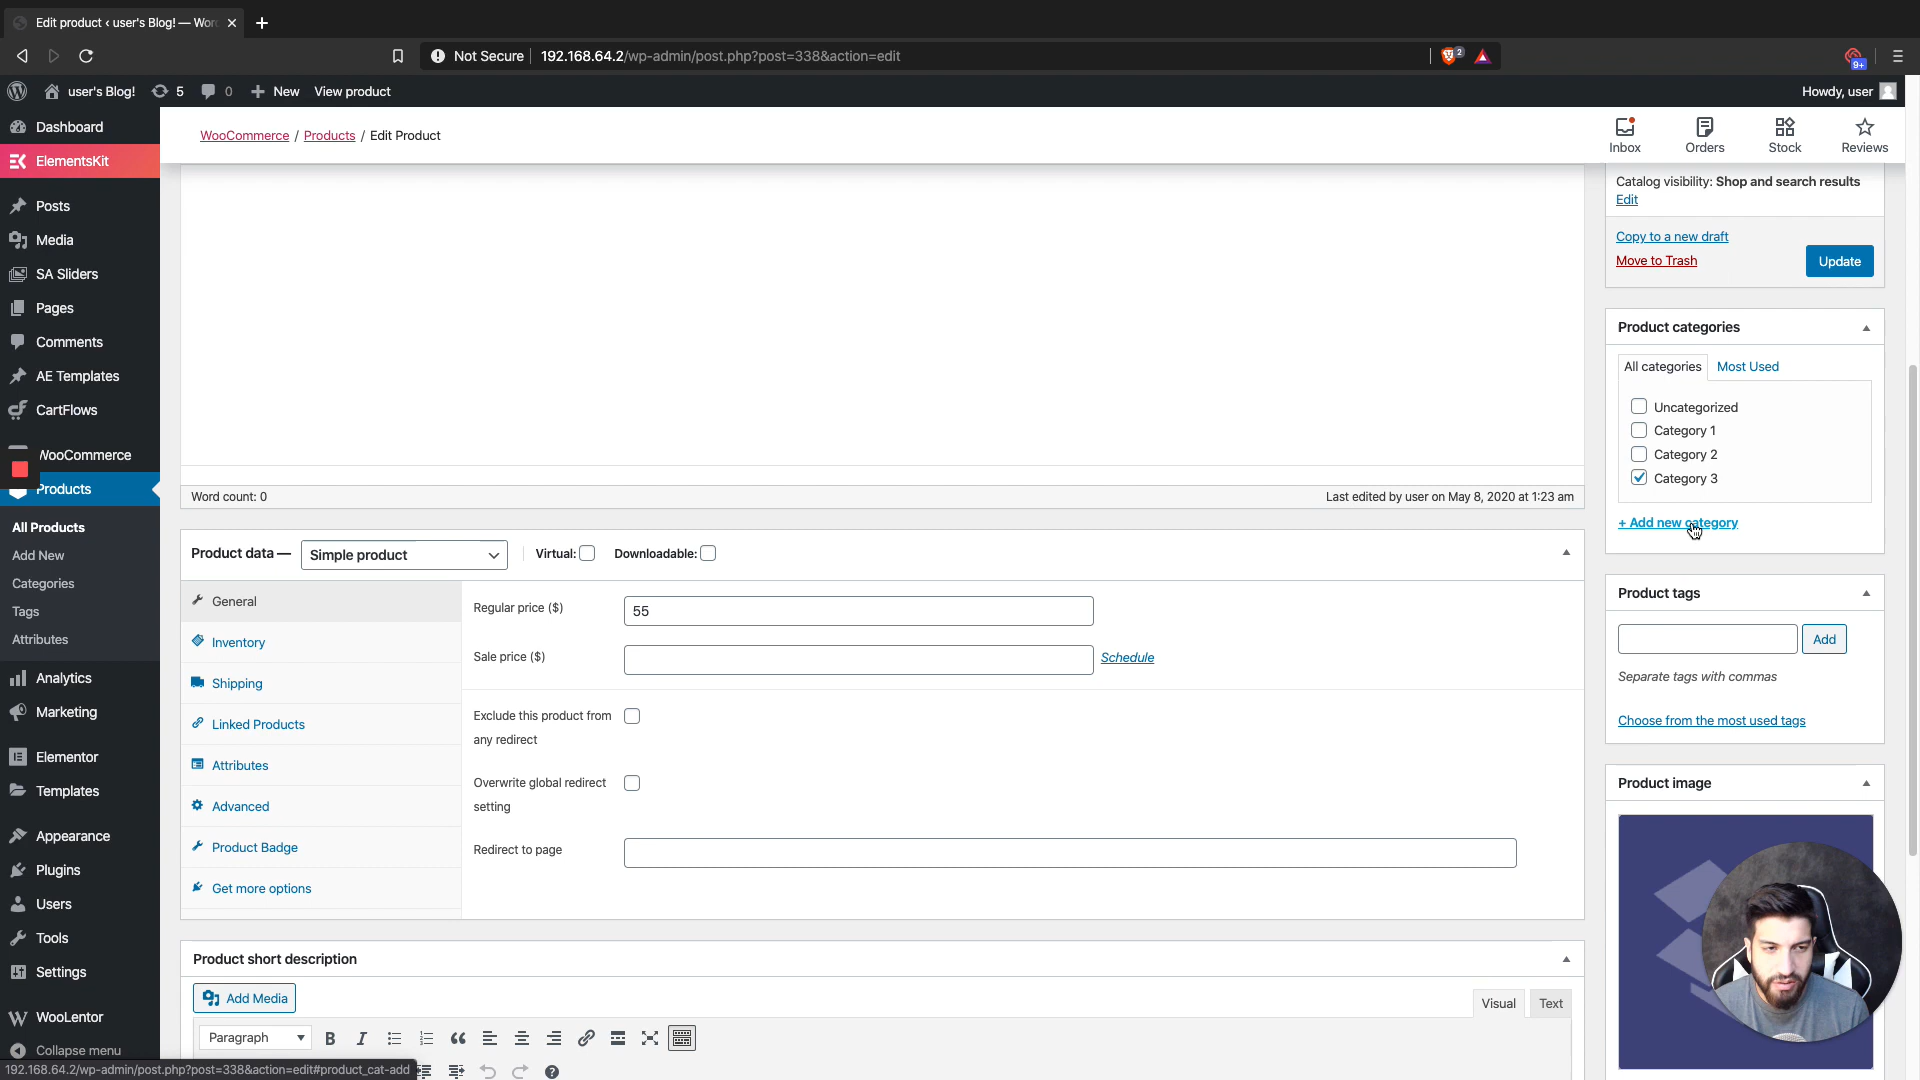 Edit product ‹ user's Blog! — Wor
Not Secure 192.168.64.2/wp-admin/post.php?post=338&action=edit
2
9+
user's Blog! 5 0 New View product
Howdy, user
Dashboard
ElementsKit
Posts
Media
SA Sliders
Pages
Comments
AE Templates
CartFlows
WooCommerce
Products
All Products
Add New
Categories
Tags
Attributes
Analytics
Marketing
Elementor
Templates
Appearance
Plugins
Users
Tools
Settings
WooLentor
Collapse menu
192.168.64.2/wp-admin/post.php?post=338&action=edit#product_cat-add
WooCommerce / Products / Edit Product
Inbox Orders Stock Reviews
Word count: 0
Last edited by user on May 8, 2020 at 1:23 am
Product data — Simple product Virtual: Downloadable:
General
Inventory
Shipping
Linked Products
Attributes
Advanced
Product Badge
Get more options
Regular price ($) 55
Sale price ($) Schedule
Exclude this product from
any redirect
Overwrite global redirect
setting
Redirect to page
Product short description
Add Media
Visual Text
Paragraph
Catalog visibility: Shop and search results
Edit
Copy to a new draft
Move to Trash
Update
Product categories
All categories Most Used
Uncategorized
Category 1
Category 2
Category 3
+ Add new category
Product tags
Add
Separate tags with commas
Choose from the most used tags
Product image